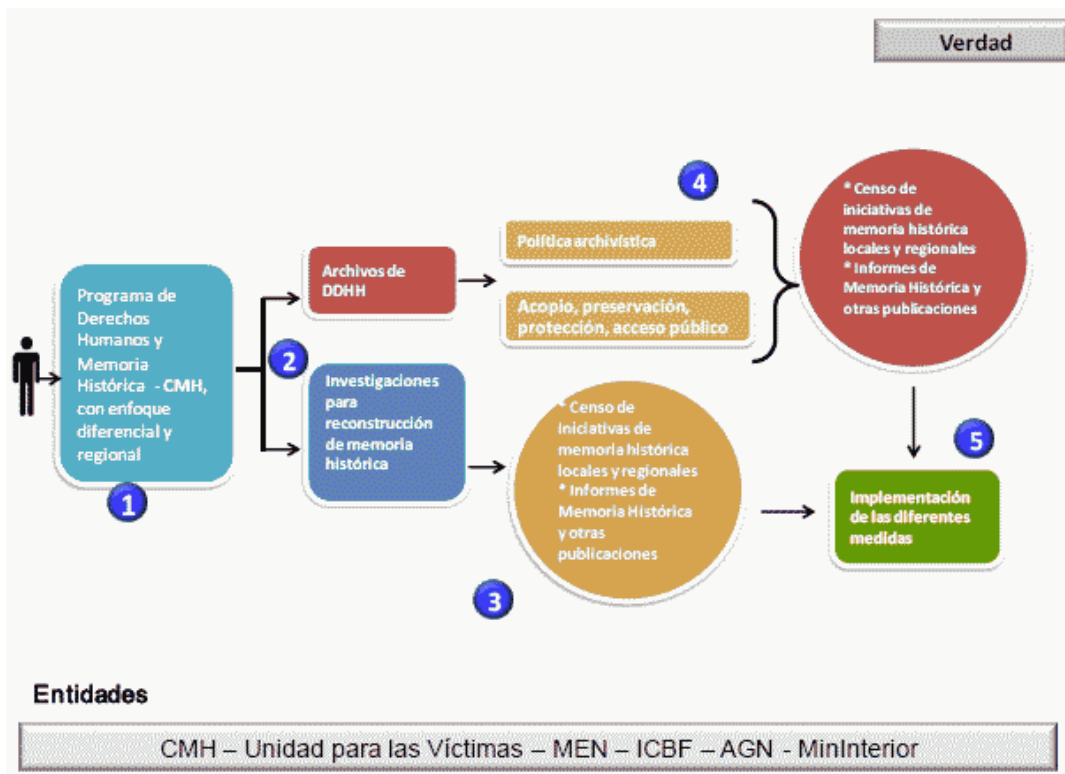 Verdad
4
* Censo de
iniciativas de
memoria histórica
locales y regionales
* Informes de
Memoria Histórica y
otras publicaciones
Política archivística
Archivos de
DDHH
Acopio, preservación,
protección, acceso público
Programa de
Derechos
Humanos y
Memoria
Histórica - CMH,
con enfoque
diferencial y
regional
1
2
Investigaciones
para
reconstrucción
de memoria
histórica
* Censo de
Iniciativas de
memoria histórica
locales y regionales
* Informes de
Memoria Histórica
y otras
publicaciones
3
5
Implementación
de las diferentes
medidas
Entidades
CMH – Unidad para las Víctimas – MEN – ICBF – AGN - MinInterior